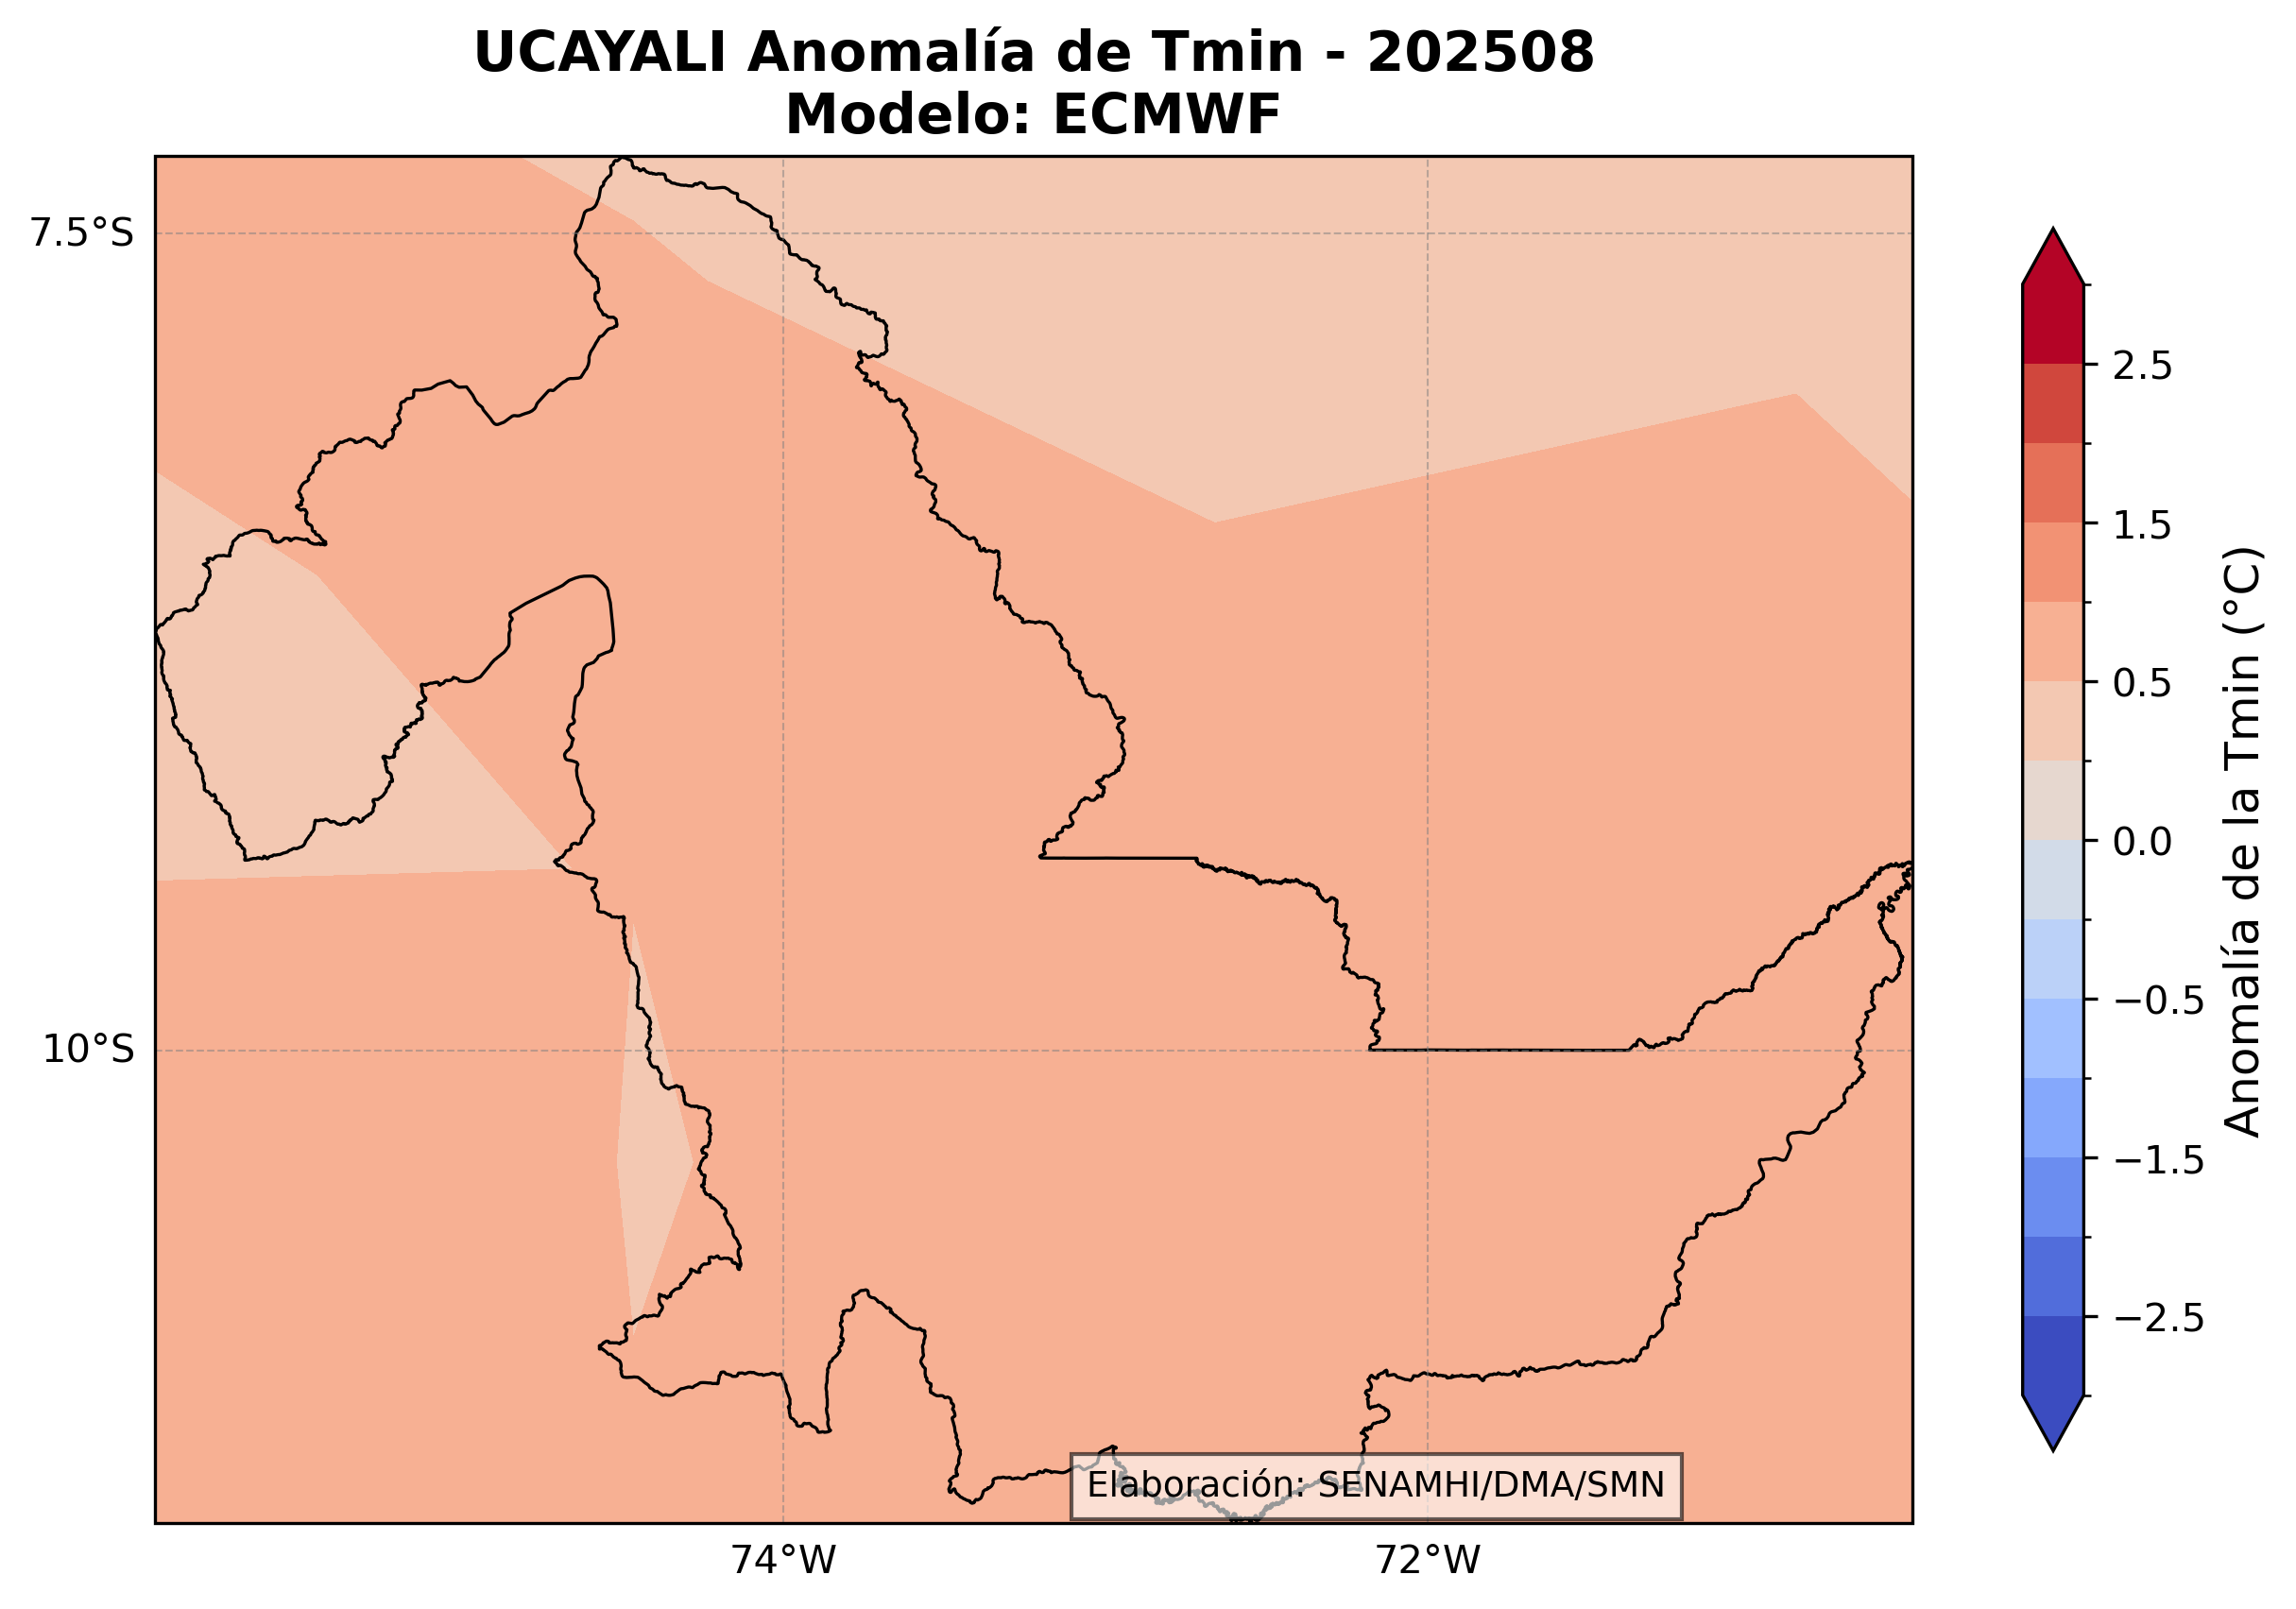 UCAYALI Anomalía de Tmin - 202508
Modelo: ECMWF
7.5°S
10°S
74°W
72°W
Elaboración: SENAMHI/DMA/SMN
2.5
1.5
0.5
0.0
−0.5
−1.5
−2.5
Anomalía de la Tmin (°C)